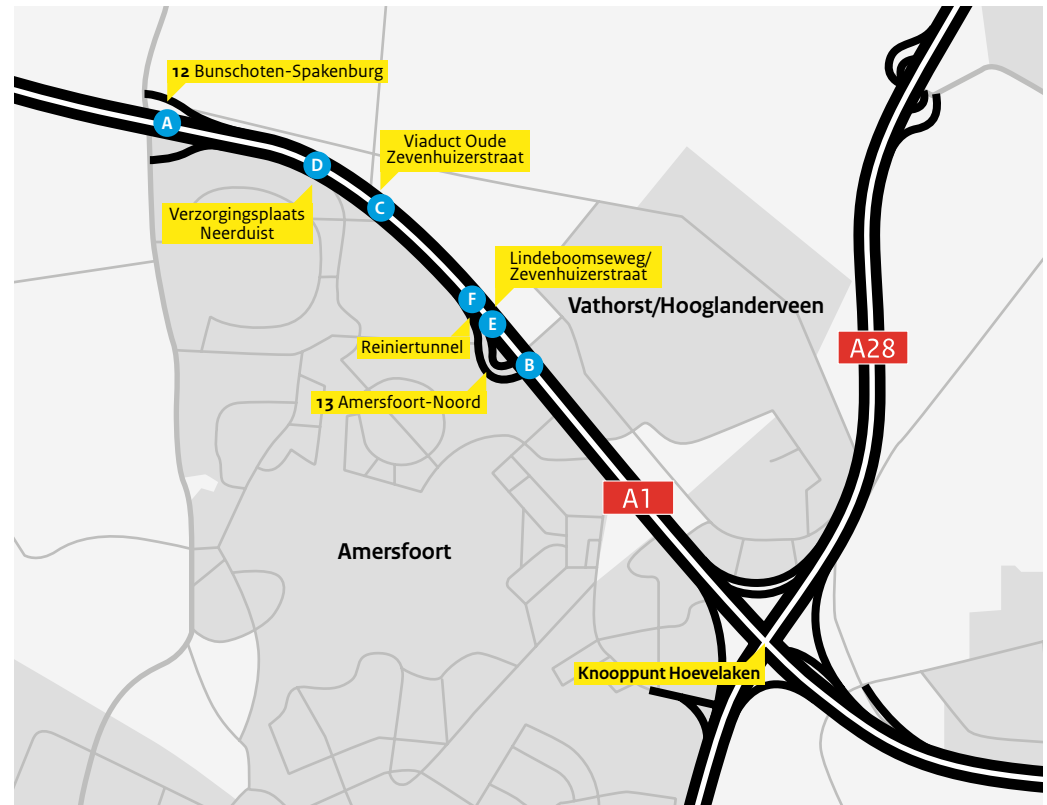 12 Bunschoten-Spakenburg
A
Viaduct Oude
Zevenhuizerstraat
D
C
Verzorgingsplaats
Neerduist
Lindeboomseweg/
Zevenhuizerstraat
F
E
Vathorst/Hooglanderveen
Reiniertunnel
A28
B
13 Amersfoort-Noord
A1
Amersfoort
Knooppunt Hoevelaken